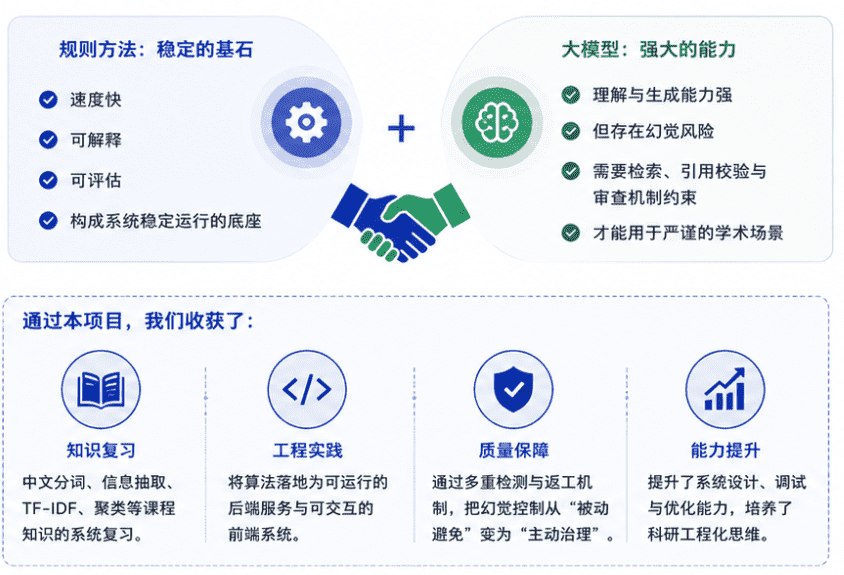 规则方法：稳定的基石
速度快
可解释
可评估
构成系统稳定运行的底座
+
大模型：强大的能力
理解与生成能力强
但存在幻觉风险
需要检索、引用校验与
审查机制约束
才能用于严谨的学术场景
通过本项目，我们收获了：
知识复习
中文分词、信息抽取、
TF-IDF、聚类等课程
知识的系统复习。
</>
工程实践
将算法落地为可运行的
后端服务与可交互的
前端系统。
质量保障
通过多重检测与返工机
制，把幻觉控制从“被动
避免”变为“主动治理”。
能力提升
提升了系统设计、调试
与优化能力，培养了
科研工程化思维。